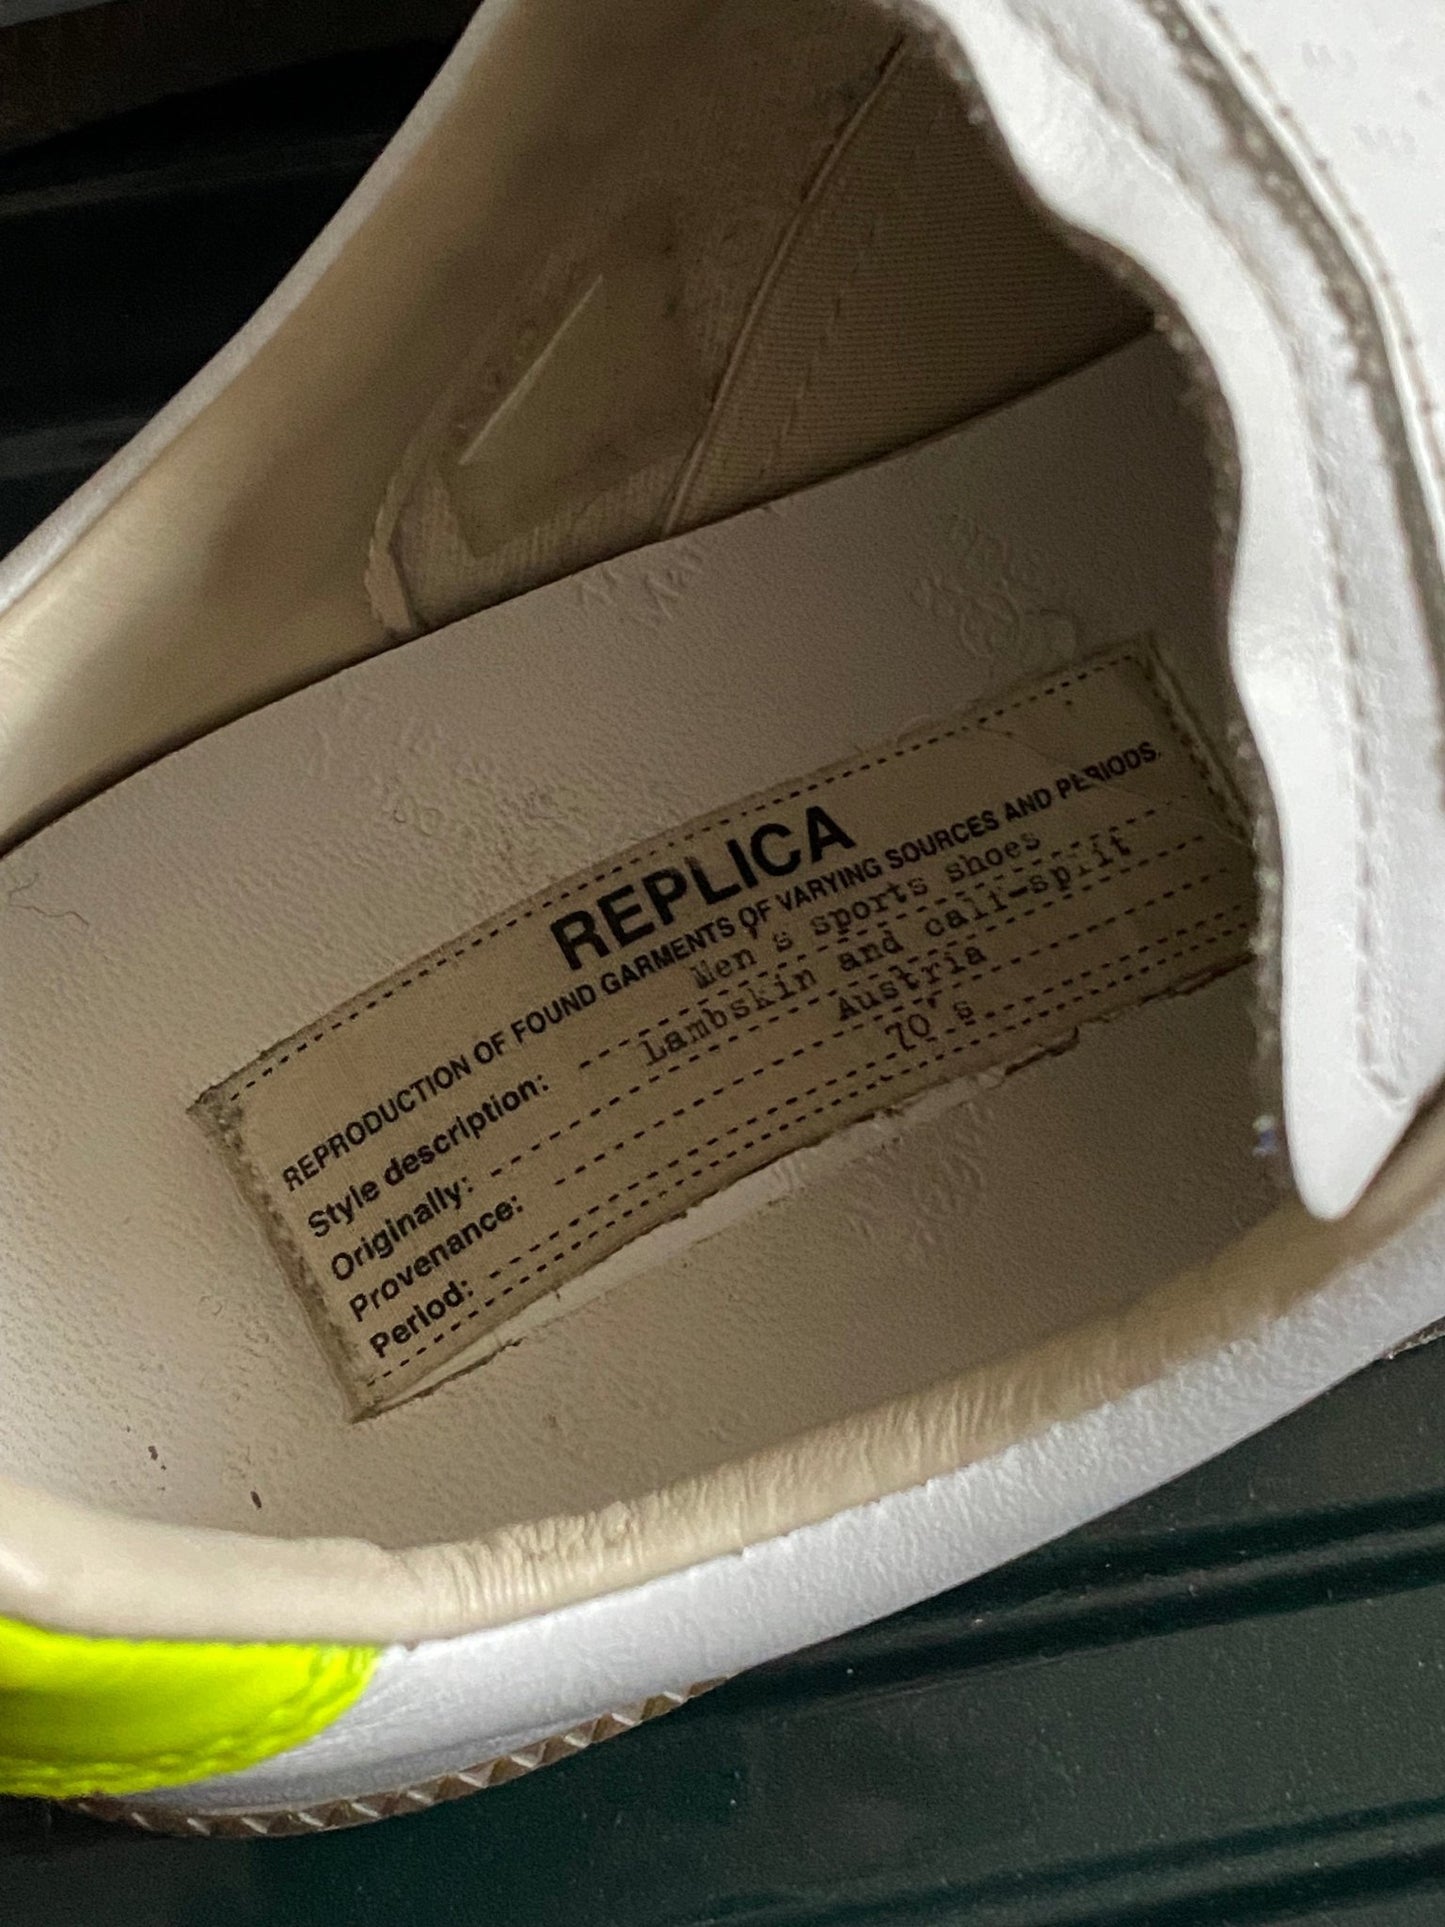 REPLICA
REPRODUCTION OF FOUND GARMENTS OF VARYING SOURCES AND PERIODS.
Style description: Men's sports shoes
Originally: Lambskin and calf-split
Provenance: Austria
Period: 70's